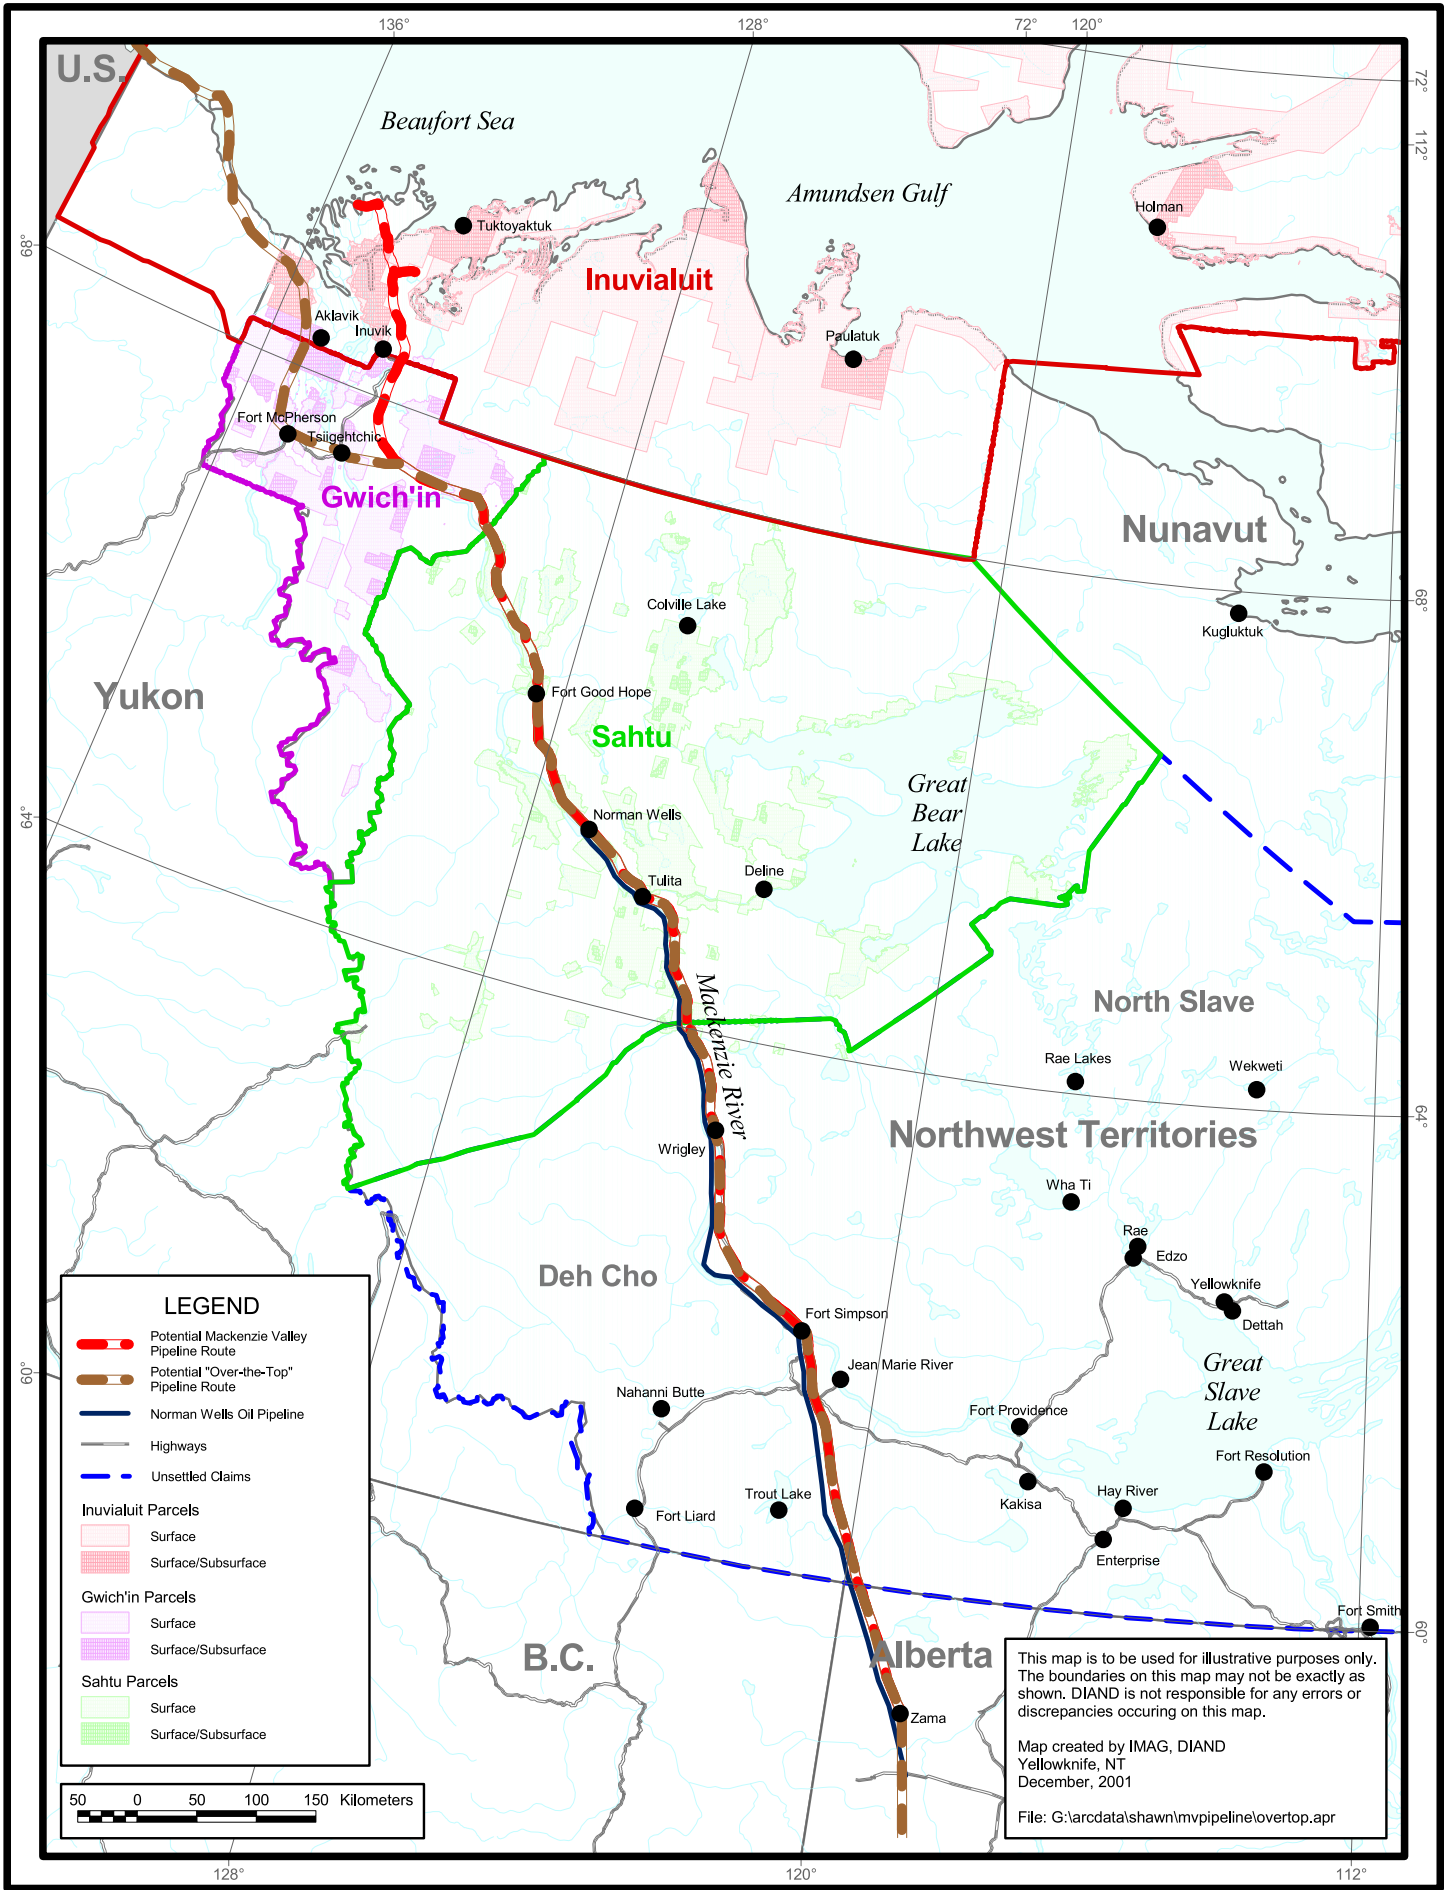 136°
128°
72°
120°
U.S.
72°
Beaufort Sea
112°
Amundsen Gulf
Holman
Tuktoyaktuk
68°
Inuvialuit
Aklavik
Inuvik
Paulatuk
Fort McPherson
Tsiigehtchic
Gwich'in
Nunavut
68°
Colville Lake
Kugluktuk
Yukon
Fort Good Hope
Sahtu
Great
Bear
Lake
64°
Norman Wells
Tulita
Deline
Mackenzie River
North Slave
Rae Lakes
Wekweti
64°
Northwest Territories
Wrigley
Wha Ti
Rae
Edzo
Deh Cho
Yellowknife
Dettah
Fort Simpson
Great
Slave
Lake
Jean Marie River
60°
Nahanni Butte
Fort Providence
Fort Resolution
Trout Lake
Kakisa
Hay River
Fort Liard
Enterprise
Fort Smith
60°
B.C.
Alberta
Zama
LEGEND
Potential Mackenzie Valley
Pipeline Route
Potential "Over-the-Top"
Pipeline Route
Norman Wells Oil Pipeline
Highways
Unsettled Claims
Inuvialuit Parcels
Surface
Surface/Subsurface
Gwich'in Parcels
Surface
Surface/Subsurface
Sahtu Parcels
Surface
Surface/Subsurface
50 0 50 100 150 Kilometers
This map is to be used for illustrative purposes only.
The boundaries on this map may not be exactly as
shown. DIAND is not responsible for any errors or
discrepancies occuring on this map.
Map created by IMAG, DIAND
Yellowknife, NT
December, 2001
File: G:\arcdata\shawn\mvpipeline\overtop.apr
128°
120°
112°